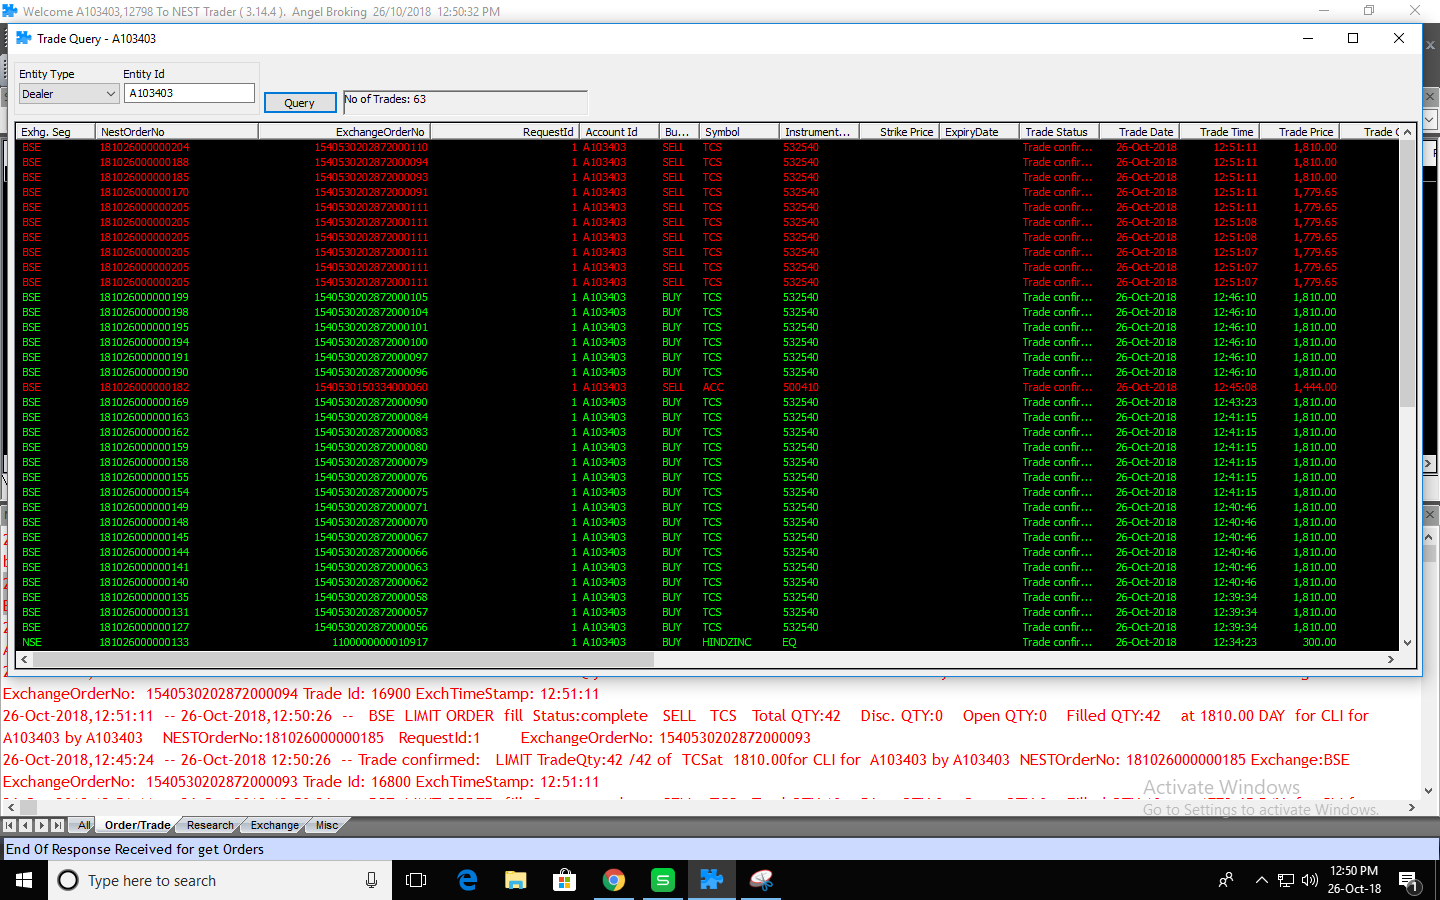 Welcome A103403,12798 To NEST Trader ( 3.14.4 ). Angel Broking 26/10/2018 12:50:32 PM
Trade Query - A103403
Entity Type Entity Id
Dealer A103403
Query No of Trades: 63
Exhg. Seg NestOrderNo ExchangeOrderNo RequestId Account Id Bu... Symbol Instrument... Strike Price ExpiryDate Trade Status Trade Date Trade Time Trade Price Trade
BSE 181026000000204 1540530202872000110 1 A103403 SELL TCS 532540 Trade confir... 26-Oct-2018 12:51:11 1,810.00
BSE 181026000000188 1540530202872000094 1 A103403 SELL TCS 532540 Trade confir... 26-Oct-2018 12:51:11 1,810.00
BSE 181026000000185 1540530202872000093 1 A103403 SELL TCS 532540 Trade confir... 26-Oct-2018 12:51:11 1,810.00
BSE 181026000000170 1540530202872000091 1 A103403 SELL TCS 532540 Trade confir... 26-Oct-2018 12:51:11 1,779.65
BSE 181026000000205 1540530202872000111 1 A103403 SELL TCS 532540 Trade confir... 26-Oct-2018 12:51:11 1,779.65
BSE 181026000000205 1540530202872000111 1 A103403 SELL TCS 532540 Trade confir... 26-Oct-2018 12:51:08 1,779.65
BSE 181026000000205 1540530202872000111 1 A103403 SELL TCS 532540 Trade confir... 26-Oct-2018 12:51:08 1,779.65
BSE 181026000000205 1540530202872000111 1 A103403 SELL TCS 532540 Trade confir... 26-Oct-2018 12:51:07 1,779.65
BSE 181026000000205 1540530202872000111 1 A103403 SELL TCS 532540 Trade confir... 26-Oct-2018 12:51:07 1,779.65
BSE 181026000000205 1540530202872000111 1 A103403 SELL TCS 532540 Trade confir... 26-Oct-2018 12:51:07 1,779.65
BSE 181026000000199 1540530202872000105 1 A103403 BUY TCS 532540 Trade confir... 26-Oct-2018 12:46:10 1,810.00
BSE 181026000000198 1540530202872000104 1 A103403 BUY TCS 532540 Trade confir... 26-Oct-2018 12:46:10 1,810.00
BSE 181026000000195 1540530202872000101 1 A103403 BUY TCS 532540 Trade confir... 26-Oct-2018 12:46:10 1,810.00
BSE 181026000000194 1540530202872000100 1 A103403 BUY TCS 532540 Trade confir... 26-Oct-2018 12:46:10 1,810.00
BSE 181026000000191 1540530202872000097 1 A103403 BUY TCS 532540 Trade confir... 26-Oct-2018 12:46:10 1,810.00
BSE 181026000000190 1540530202872000096 1 A103403 BUY TCS 532540 Trade confir... 26-Oct-2018 12:46:10 1,810.00
BSE 181026000000182 1540530150334000060 1 A103403 SELL ACC 500410 Trade confir... 26-Oct-2018 12:45:08 1,444.00
BSE 181026000000169 1540530202872000090 1 A103403 BUY TCS 532540 Trade confir... 26-Oct-2018 12:43:23 1,810.00
BSE 181026000000163 1540530202872000084 1 A103403 BUY TCS 532540 Trade confir... 26-Oct-2018 12:41:15 1,810.00
BSE 181026000000162 1540530202872000083 1 A103403 BUY TCS 532540 Trade confir... 26-Oct-2018 12:41:15 1,810.00
BSE 181026000000159 1540530202872000080 1 A103403 BUY TCS 532540 Trade confir... 26-Oct-2018 12:41:15 1,810.00
BSE 181026000000158 1540530202872000079 1 A103403 BUY TCS 532540 Trade confir... 26-Oct-2018 12:41:15 1,810.00
BSE 181026000000155 1540530202872000076 1 A103403 BUY TCS 532540 Trade confir... 26-Oct-2018 12:41:15 1,810.00
BSE 181026000000154 1540530202872000075 1 A103403 BUY TCS 532540 Trade confir... 26-Oct-2018 12:41:15 1,810.00
BSE 181026000000149 1540530202872000071 1 A103403 BUY TCS 532540 Trade confir... 26-Oct-2018 12:40:46 1,810.00
BSE 181026000000148 1540530202872000070 1 A103403 BUY TCS 532540 Trade confir... 26-Oct-2018 12:40:46 1,810.00
BSE 181026000000145 1540530202872000067 1 A103403 BUY TCS 532540 Trade confir... 26-Oct-2018 12:40:46 1,810.00
BSE 181026000000144 1540530202872000066 1 A103403 BUY TCS 532540 Trade confir... 26-Oct-2018 12:40:46 1,810.00
BSE 181026000000141 1540530202872000063 1 A103403 BUY TCS 532540 Trade confir... 26-Oct-2018 12:40:46 1,810.00
BSE 181026000000140 1540530202872000062 1 A103403 BUY TCS 532540 Trade confir... 26-Oct-2018 12:40:46 1,810.00
BSE 181026000000135 1540530202872000058 1 A103403 BUY TCS 532540 Trade confir... 26-Oct-2018 12:39:34 1,810.00
BSE 181026000000131 1540530202872000057 1 A103403 BUY TCS 532540 Trade confir... 26-Oct-2018 12:39:34 1,810.00
BSE 181026000000127 1540530202872000056 1 A103403 BUY TCS 532540 Trade confir... 26-Oct-2018 12:39:34 1,810.00
NSE 181026000000133 1100000000010917 1 A103403 BUY HINDZINC EQ Trade confir... 26-Oct-2018 12:34:23 300.00
ExchangeOrderNo: 1540530202872000094 Trade Id: 16900 ExchTimeStamp: 12:51:11
26-Oct-2018,12:51:11 -- 26-Oct-2018,12:50:26 -- BSE LIMIT ORDER fill Status:complete SELL TCS Total QTY:42 Disc. QTY:0 Open QTY:0 Filled QTY:42 at 1810.00 DAY for CLI for
A103403 by A103403 NESTOrderNo:181026000000185 RequestId:1 ExchangeOrderNo: 1540530202872000093
26-Oct-2018,12:45:24 -- 26-Oct-2018 12:50:26 -- Trade confirmed: LIMIT TradeQty:42 /42 of TCSat 1810.00for CLI for A103403 by A103403 NESTOrderNo: 181026000000185 Exchange:BSE
ExchangeOrderNo: 1540530202872000093 Trade Id: 16800 ExchTimeStamp: 12:51:11
Activate Windows
Go to Settings to activate Windows.
All Order/Trade Research Exchange Misc
End Of Response Received for get Orders
Type here to search
12:50 PM
26-Oct-18
1